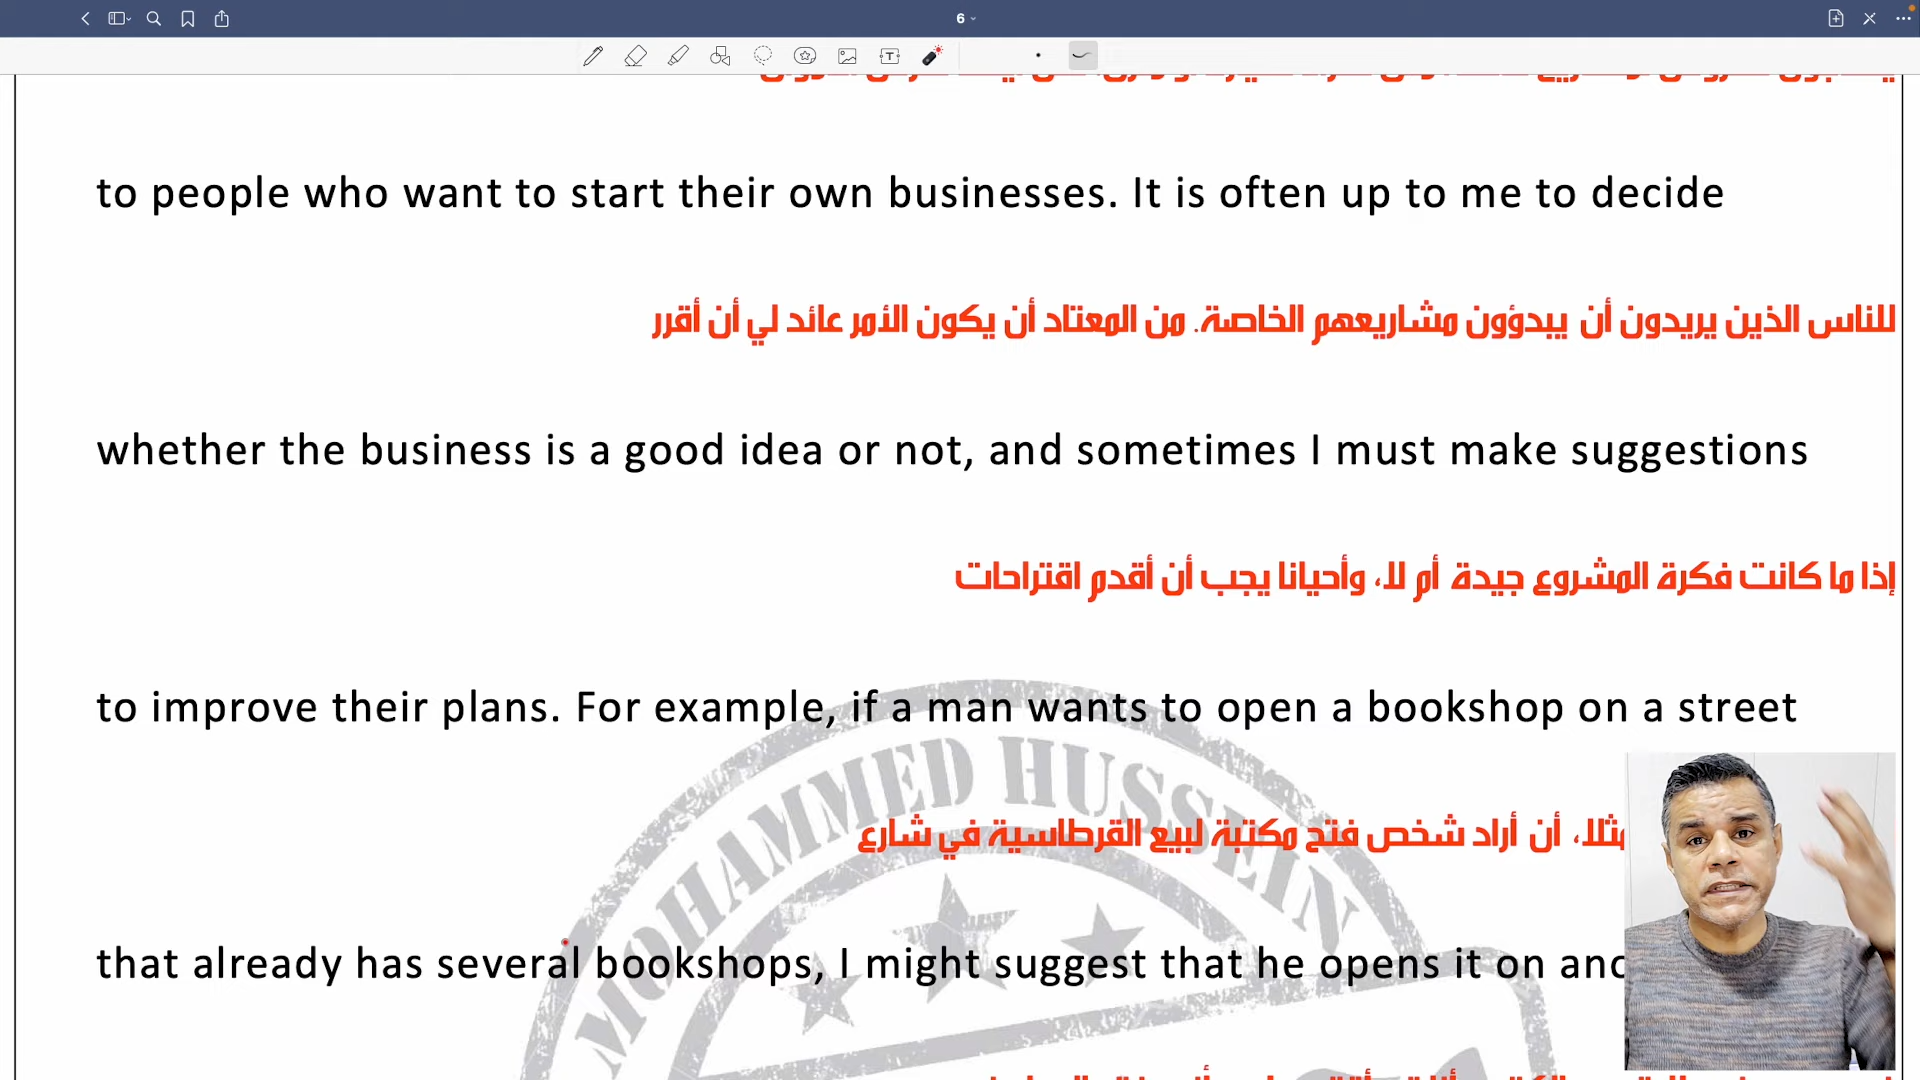 6
to people who want to start their own businesses. It is often up to me to decide
للناس الذين يريدون أن يبدؤون مشاريعهم الخاصة. من المعتاد أن يكون الأمر عائد لي أن أقرر
whether the business is a good idea or not, and sometimes I must make suggestions
إذا ما كانت فكرة المشروع جيدة أم لا، وأحيانا يجب أن أقدم اقتراحات
to improve their plans. For example, if a man wants to open a bookshop on a street
مثلا، أن أراد شخص فتح مكتبة لبيع القرطاسية في شارع
that already has several bookshops, I might suggest that he opens it on
MOHAMMED HUSSEIN